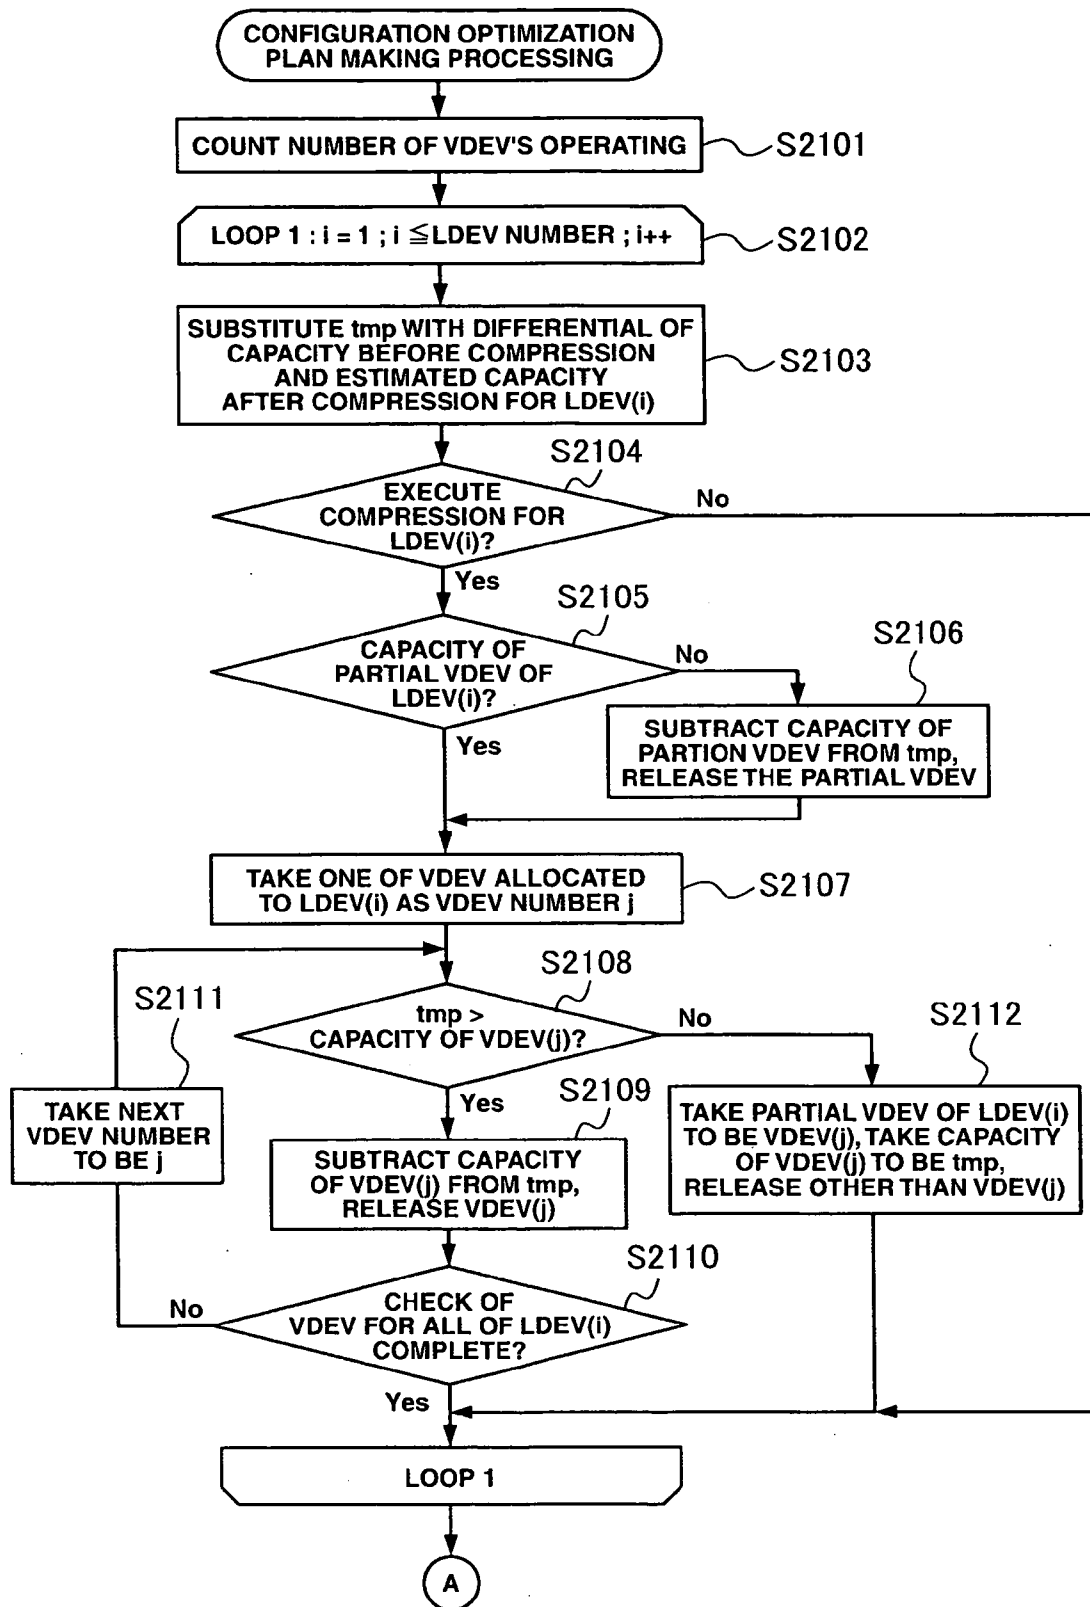 CONFIGURATION OPTIMIZATION
PLAN MAKING PROCESSING
COUNT NUMBER OF VDEV'S OPERATING
S2101
LOOP 1 : i = 1 ; i ≦LDEV NUMBER ; i++
S2102
SUBSTITUTE tmp WITH DIFFERENTIAL OF
CAPACITY BEFORE COMPRESSION
AND ESTIMATED CAPACITY
AFTER COMPRESSION FOR LDEV(i)
S2103
S2104
EXECUTE
COMPRESSION FOR
LDEV(i)?
No
Yes
S2105
CAPACITY OF
PARTIAL VDEV OF
LDEV(i)?
No
Yes
S2106
SUBTRACT CAPACITY OF
PARTION VDEV FROM tmp,
RELEASE THE PARTIAL VDEV
TAKE ONE OF VDEV ALLOCATED
TO LDEV(i) AS VDEV NUMBER j
S2107
S2108
tmp >
CAPACITY OF VDEV(j)?
No
Yes
S2111
TAKE NEXT
VDEV NUMBER
TO BE j
S2109
SUBTRACT CAPACITY
OF VDEV(j) FROM tmp,
RELEASE VDEV(j)
S2112
TAKE PARTIAL VDEV OF LDEV(i)
TO BE VDEV(j), TAKE CAPACITY
OF VDEV(j) TO BE tmp,
RELEASE OTHER THAN VDEV(j)
S2110
CHECK OF
VDEV FOR ALL OF LDEV(i)
COMPLETE?
No
Yes
LOOP 1
A